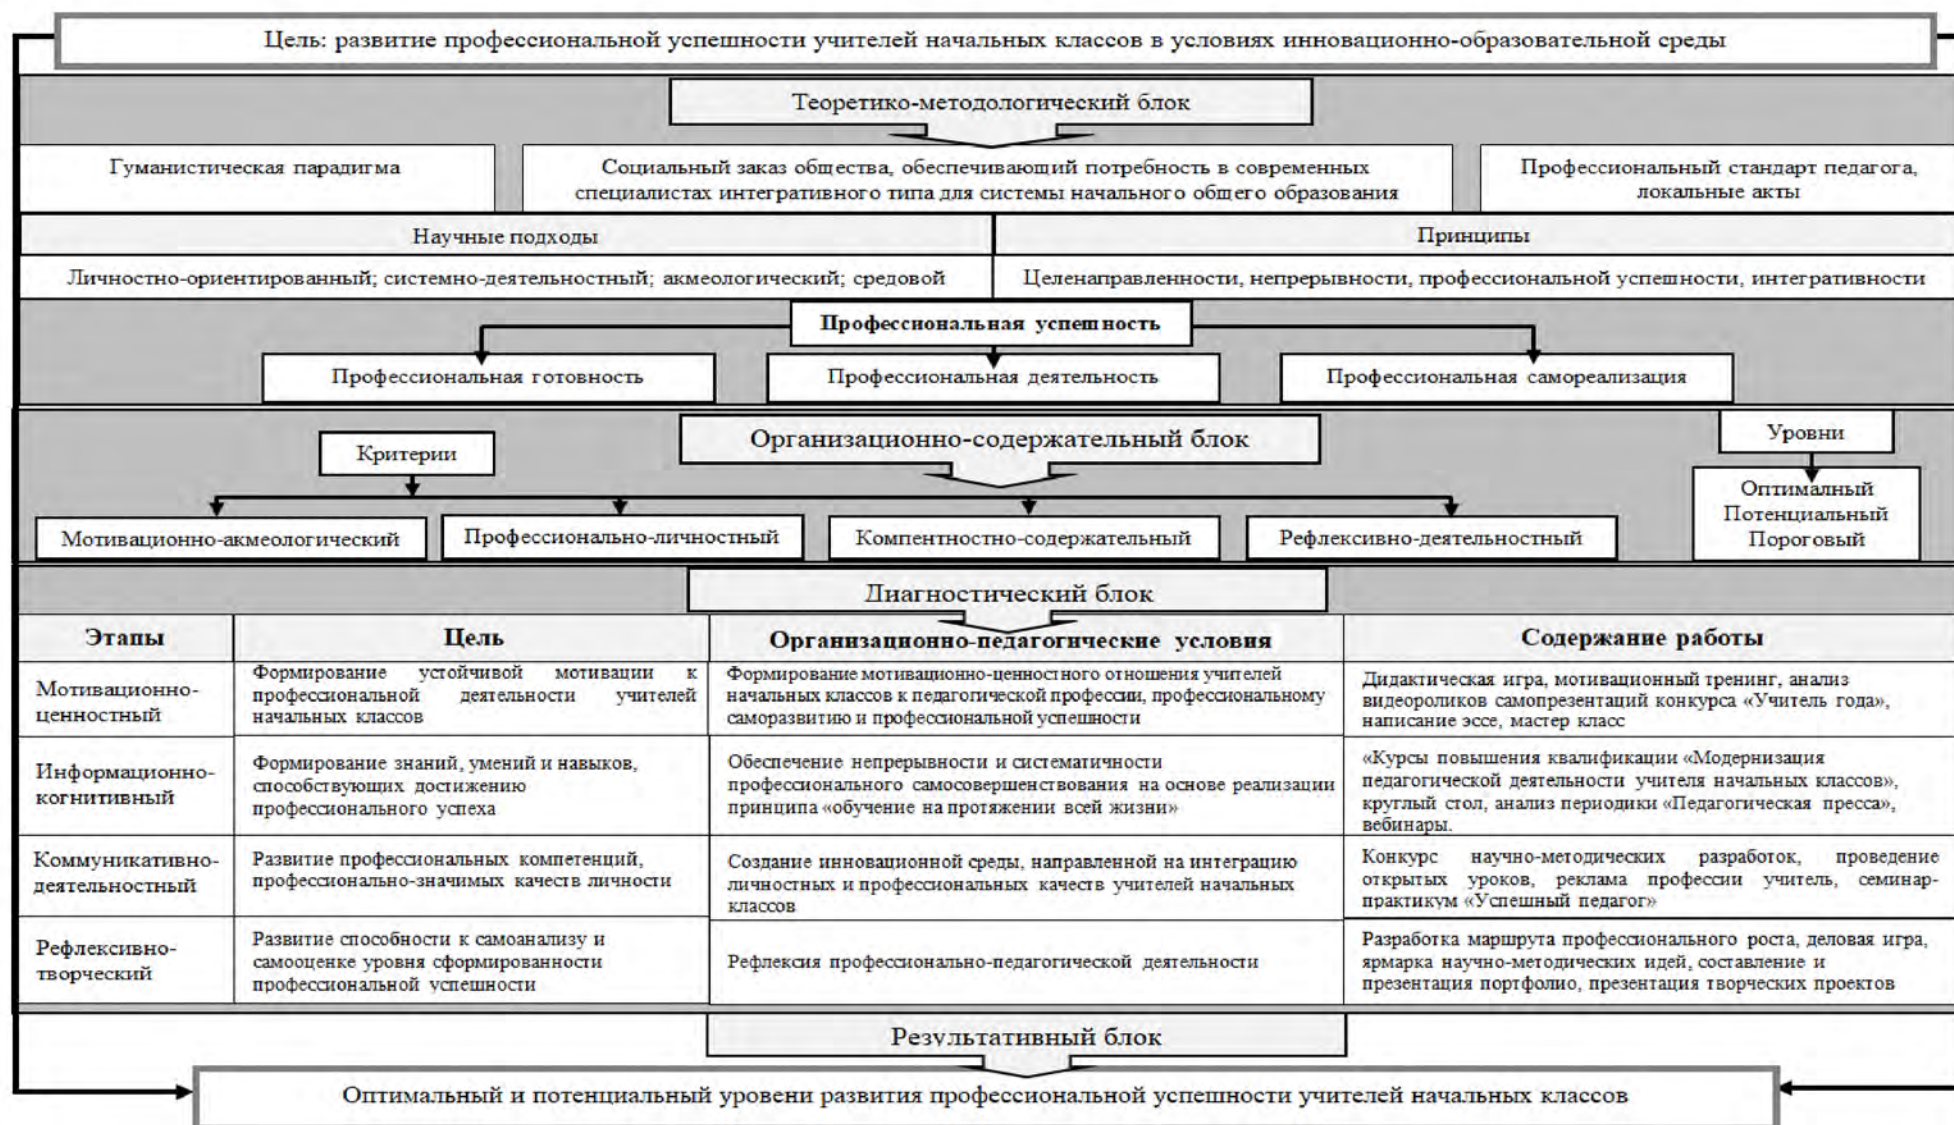 Цель: развитие профессиональной успешности учителей начальных классов в условиях инновационно-образовательной среды
Теоретико-методологический блок
Гуманистическая парадигма
Социальный заказ общества, обеспечивающий потребность в современных
специалистах интегративного типа для системы начального общего образования
Профессиональный стандарт педагога,
локальные акты
Научные подходы
Принципы
Личностно-ориентированный; системно-деятельностный; акмеологический; средовой
Целенаправленности, непрерывности, профессиональной успешности, интегративности
Профессиональная успешность
Профессиональная готовность
Профессиональная деятельность
Профессиональная самореализация
Организационно-содержательный блок
Критерии
Уровни
Мотивационно-акмеологический
Профессионально-личностный
Компентностно-содержательный
Рефлексивно-деятельностный
Оптималный
Потенциальный
Пороговый
Диагностический блок
Этапы
Цель
Организационно-педагогические условия
Содержание работы
Мотивационно-
ценностный
Формирование устойчивой мотивации к
профессиональной деятельности учителей
начальных классов
Формирование мотивационно-ценностного отношения учителей
начальных классов к педагогической профессии, профессиональному
саморазвитию и профессиональной успешности
Дидактическая игра, мотивационный тренинг, анализ
видеороликов самопрезентаций конкурса «Учитель года»,
написание эссе, мастер класс
Информационно-
когнитивный
Формирование знаний, умений и навыков,
способствующих достижению
профессионального успеха
Обеспечение непрерывности и систематичности
профессионального самосовершенствования на основе реализации
принципа «обучение на протяжении всей жизни»
«Курсы повышения квалификации «Модернизация
педагогической деятельности учителя начальных классов»,
круглый стол, анализ периодики «Педагогическая пресса»,
вебинары.
Коммуникативно-
деятельностный
Развитие профессиональных компетенций,
профессионально-значимых качеств личности
Создание инновационной среды, направленной на интеграцию
личностных и профессиональных качеств учителей начальных
классов
Конкурс научно-методических разработок, проведение
открытых уроков, реклама профессии учитель, семинар-
практикум «Успешный педагог»
Рефлексивно-
творческий
Развитие способности к самоанализу и
самооценке уровня сформированности
профессиональной успешности
Рефлексия профессионально-педагогической деятельности
Разработка маршрута профессионального роста, деловая игра,
ярмарка научно-методических идей, составление и
презентация портфолио, презентация творческих проектов
Результативный блок
Оптимальный и потенциальный уровени развития профессиональной успешности учителей начальных классов